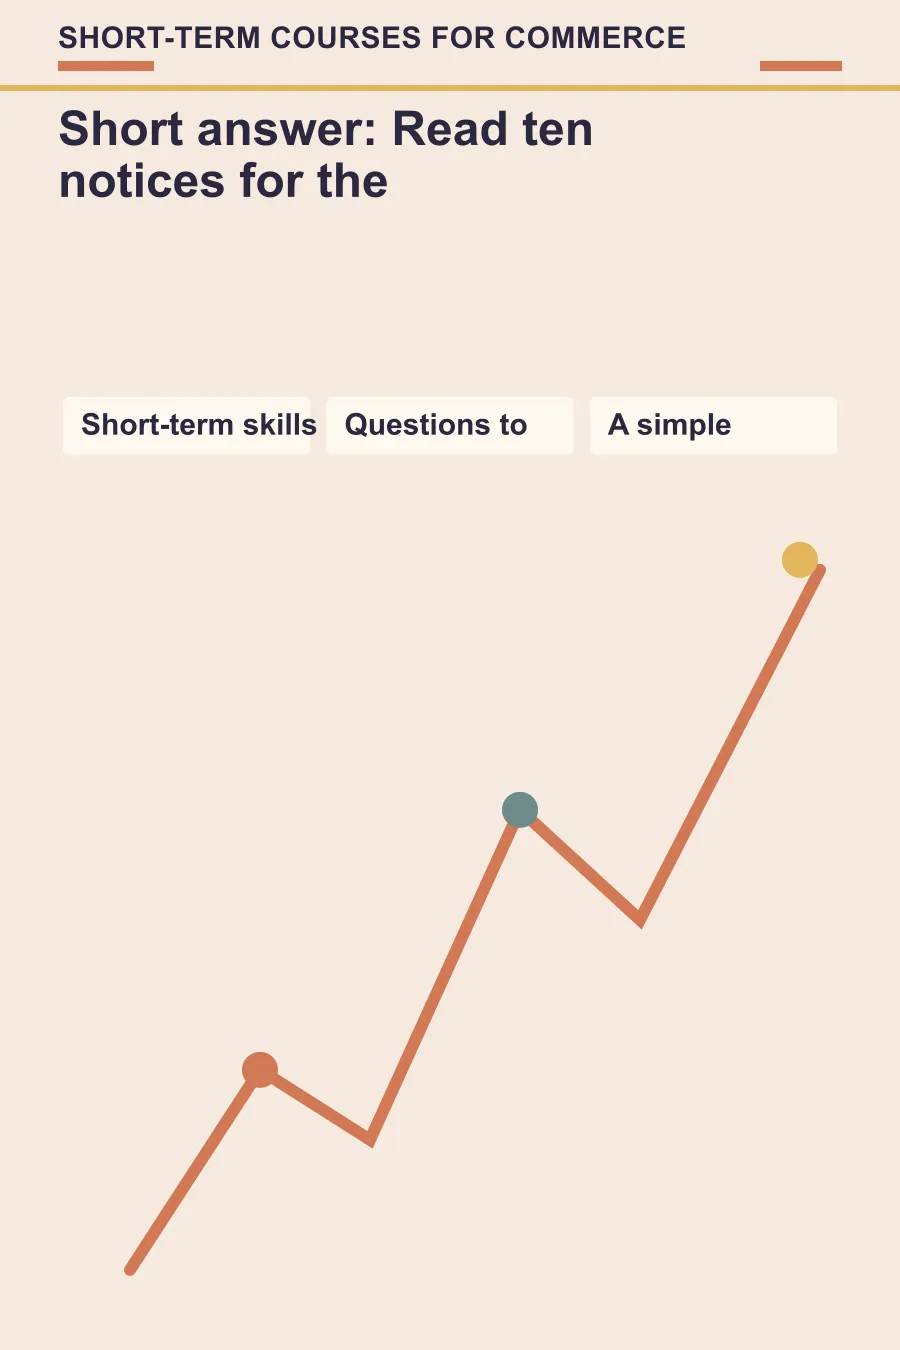 SHORT-TERM COURSES FOR COMMERCE
Short answer: Read ten
notices for the
Short-term skills
Questions to
A simple